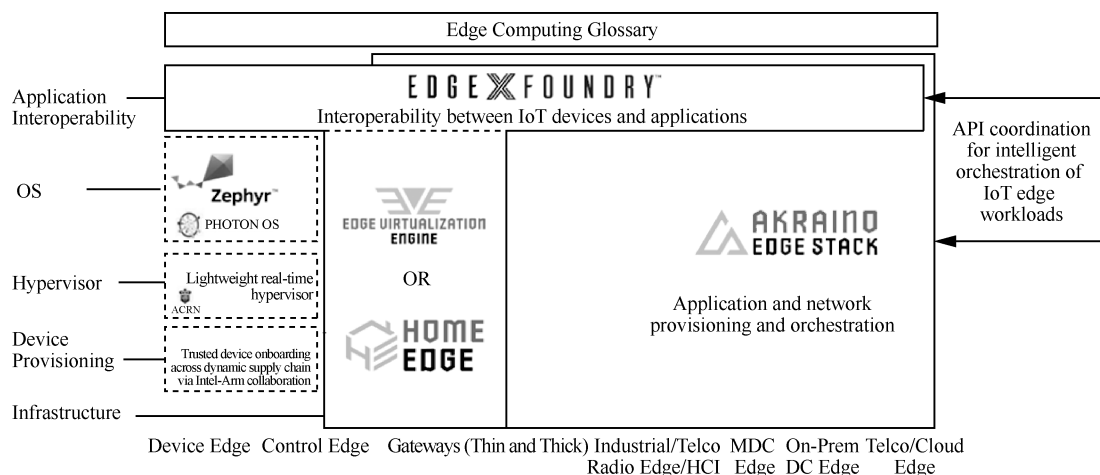 Edge Computing Glossary
EDGE X FOUNDRY™
Interoperability between IoT devices and applications
Application
Interoperability
OS
Hypervisor
Device
Provisioning
Infrastructure
Zephyr™
PHOTON OS
Lightweight real-time
hypervisor
ACRN
Trusted device onboarding
across dynamic supply chain
via Intel-Arm collaboration
EVE
EDGE VIRTUALIZATION
ENGINE
OR
HOME
EDGE
AKRAINO
EDGE STACK
Application and network
provisioning and orchestration
API coordination
for intelligent
orchestration of
IoT edge
workloads
Device Edge Control Edge Gateways (Thin and Thick) Industrial/Telco MDC On-Prem Telco/Cloud
Radio Edge/HCI Edge DC Edge Edge